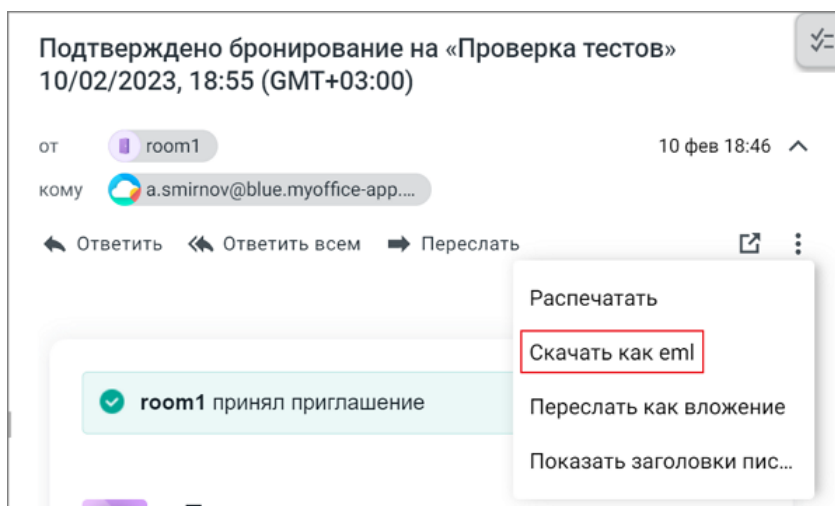 Подтверждено бронирование на «Проверка тестов»
10/02/2023, 18:55 (GMT+03:00)
от room1 10 фев 18:46
кому a.smirnov@blue.myoffice-app....
Ответить Ответить всем Переслать
Распечатать
Скачать как eml
room1 принял приглашение
Переслать как вложение
Показать заголовки пис...